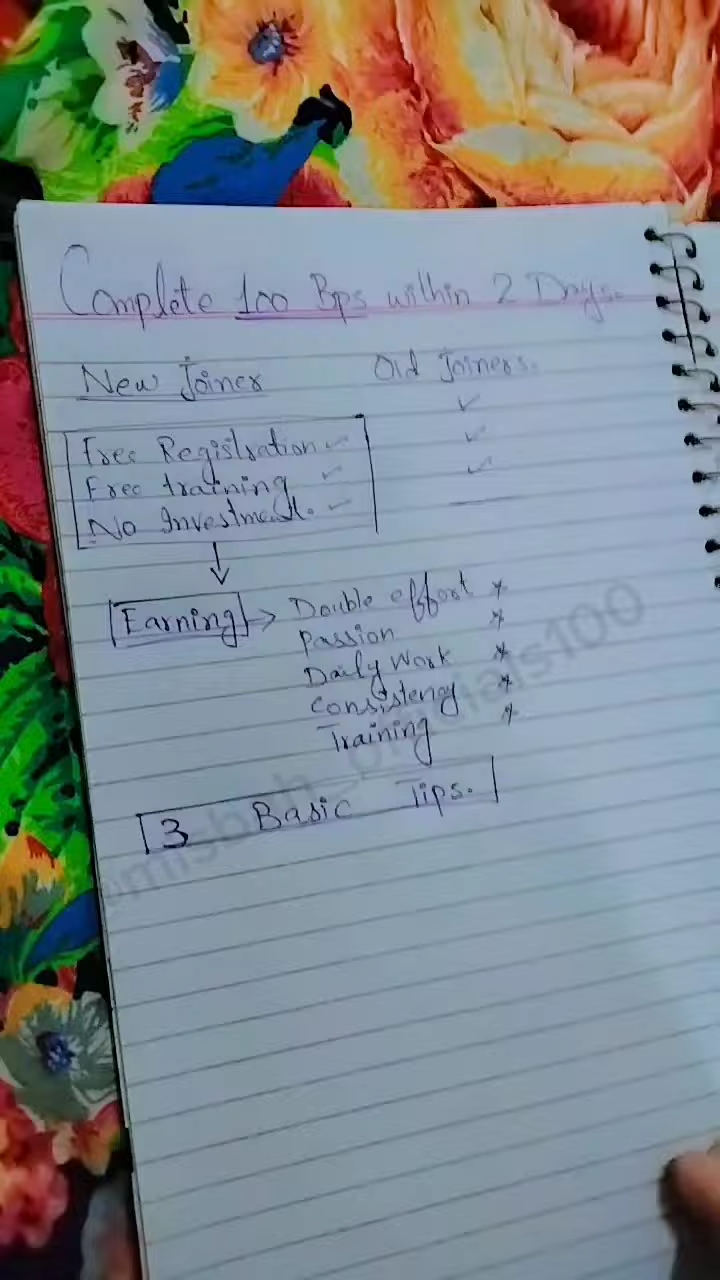 Complete 100 Bps within 2 Days.
New Joiner Old Joiners.
Free Registration ✓ ✓
Free training ✓ ✓
No Investment. ✓ ✓
Earning → Double effort *
Passion *
Daily Work *
Consistency *
Training *
3 Basic Tips.